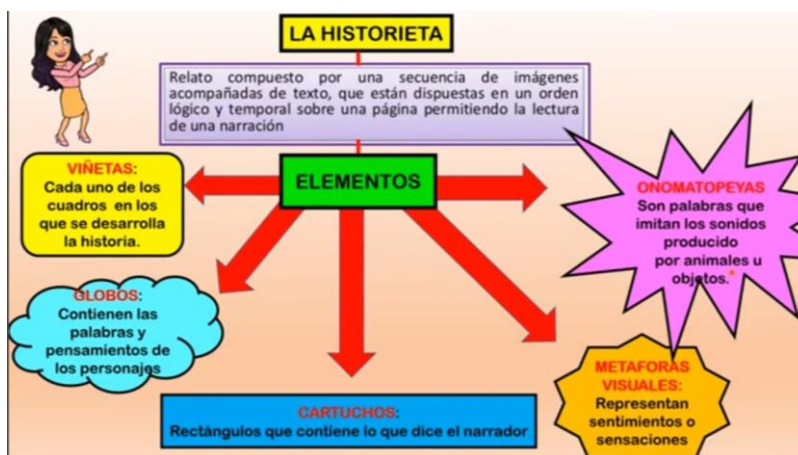 LA HISTORIETA
Relato compuesto por una secuencia de imágenes
acompañadas de texto, que están dispuestas en un orden
lógico y temporal sobre una página permitiendo la lectura
de una narración
ELEMENTOS
VIÑETAS:
Cada uno de los
cuadros en los
que se desarrolla
la historia.
GLOBOS:
Contienen las
palabras y
pensamientos de
los personajes
CARTUCHOS:
Rectángulos que contiene lo que dice el narrador
METAFORAS
VISUALES:
Representan
sentimientos o
sensaciones
ONOMATOPEYAS
Son palabras que
imitan los sonidos
producido
por animales u
objetos.